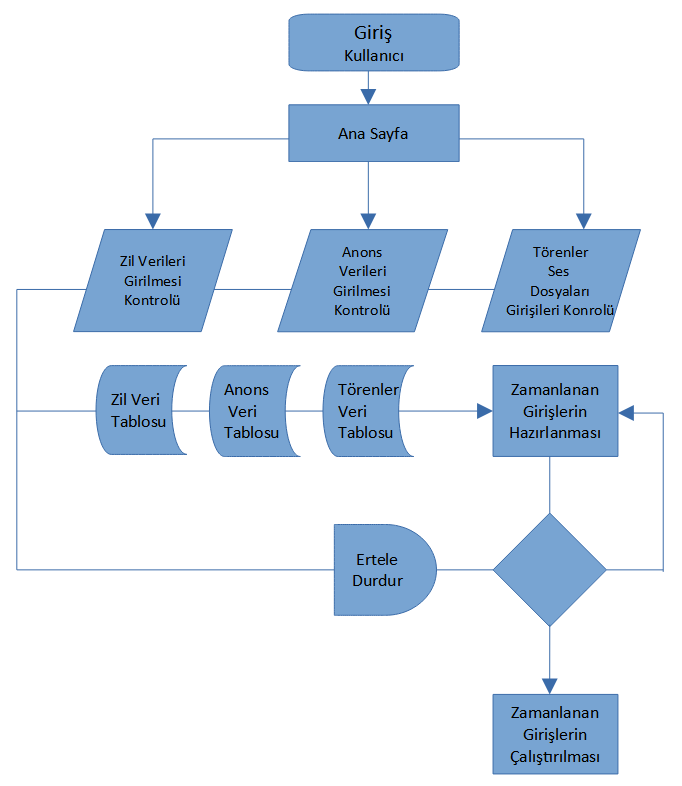 Giriş
Kullanıcı
Ana Sayfa
Zil Verileri
Girilmesi
Kontrolü
Anons
Verileri
Girilmesi
Kontrolü
Törenler
Ses
Dosyaları
Girişileri Konrolü
Zil Veri
Tablosu
Anons
Veri
Tablosu
Törenler
Veri
Tablosu
Zamanlanan
Girişlerin
Hazırlanması
Ertele
Durdur
Zamanlanan
Girişlerin
Çalıştırılması